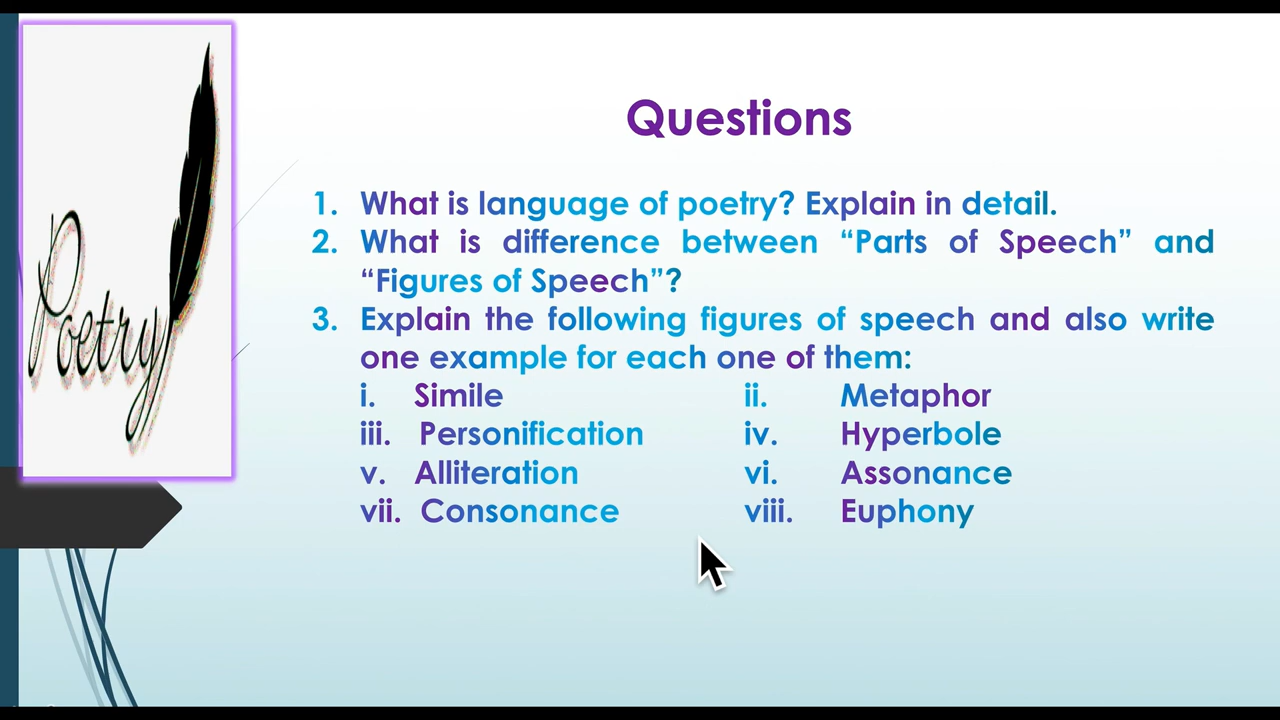 Poetry
Questions
1. What is language of poetry? Explain in detail.
2. What is difference between “Parts of Speech” and
“Figures of Speech”?
3. Explain the following figures of speech and also write
one example for each one of them:
i. Simile ii. Metaphor
iii. Personification iv. Hyperbole
v. Alliteration vi. Assonance
vii. Consonance viii. Euphony